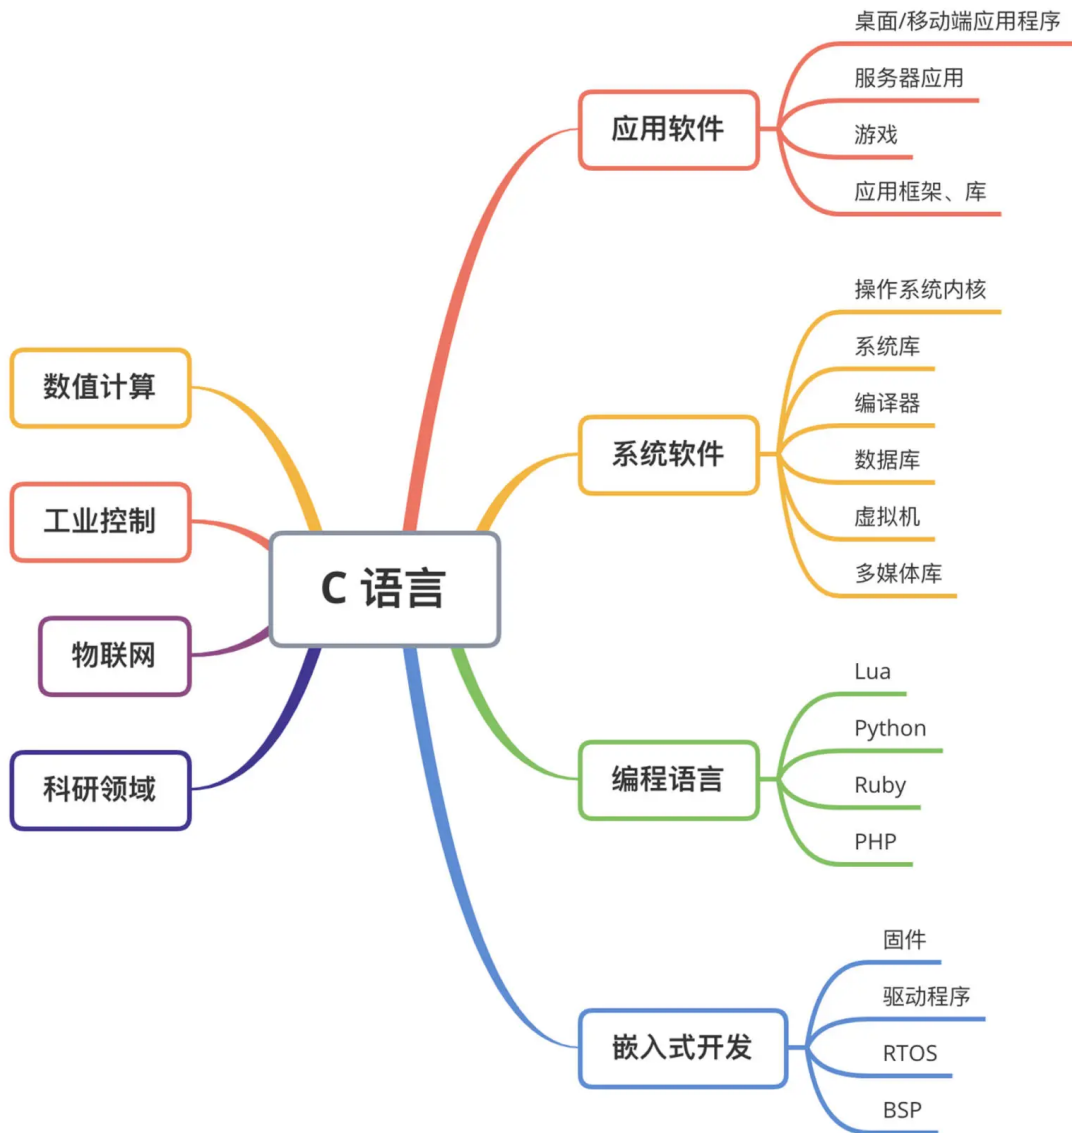 C 语言
应用软件
桌面/移动端应用程序
服务器应用
游戏
应用框架、库
系统软件
操作系统内核
系统库
编译器
数据库
虚拟机
多媒体库
编程语言
Lua
Python
Ruby
PHP
嵌入式开发
固件
驱动程序
RTOS
BSP
数值计算
工业控制
物联网
科研领域